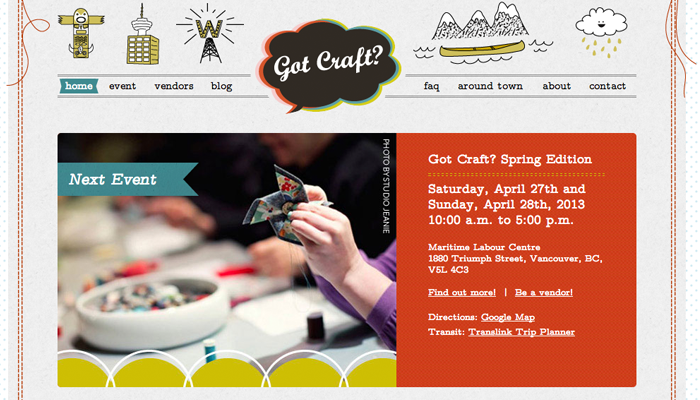 W
Got Craft?
home event vendors blog
faq around town about contact
Next Event
PHOTO BY STUDIO JEANIE
Got Craft? Spring Edition
Saturday, April 27th and
Sunday, April 28th, 2013
10:00 a.m. to 5:00 p.m.
Maritime Labour Centre
1880 Triumph Street, Vancouver, BC,
V5L 4C3
Find out more! | Be a vendor!
Directions: Google Map
Transit: Translink Trip Planner